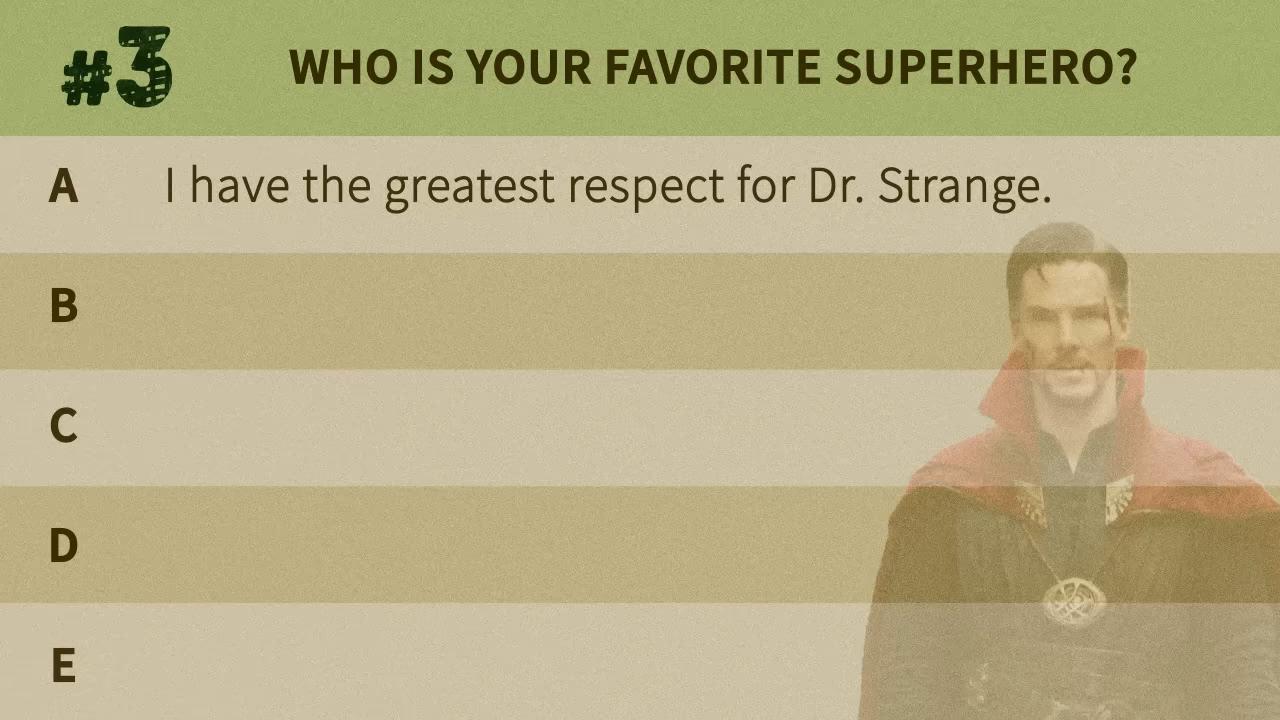 #3
WHO IS YOUR FAVORITE SUPERHERO?
A I have the greatest respect for Dr. Strange.
B
C
D
E